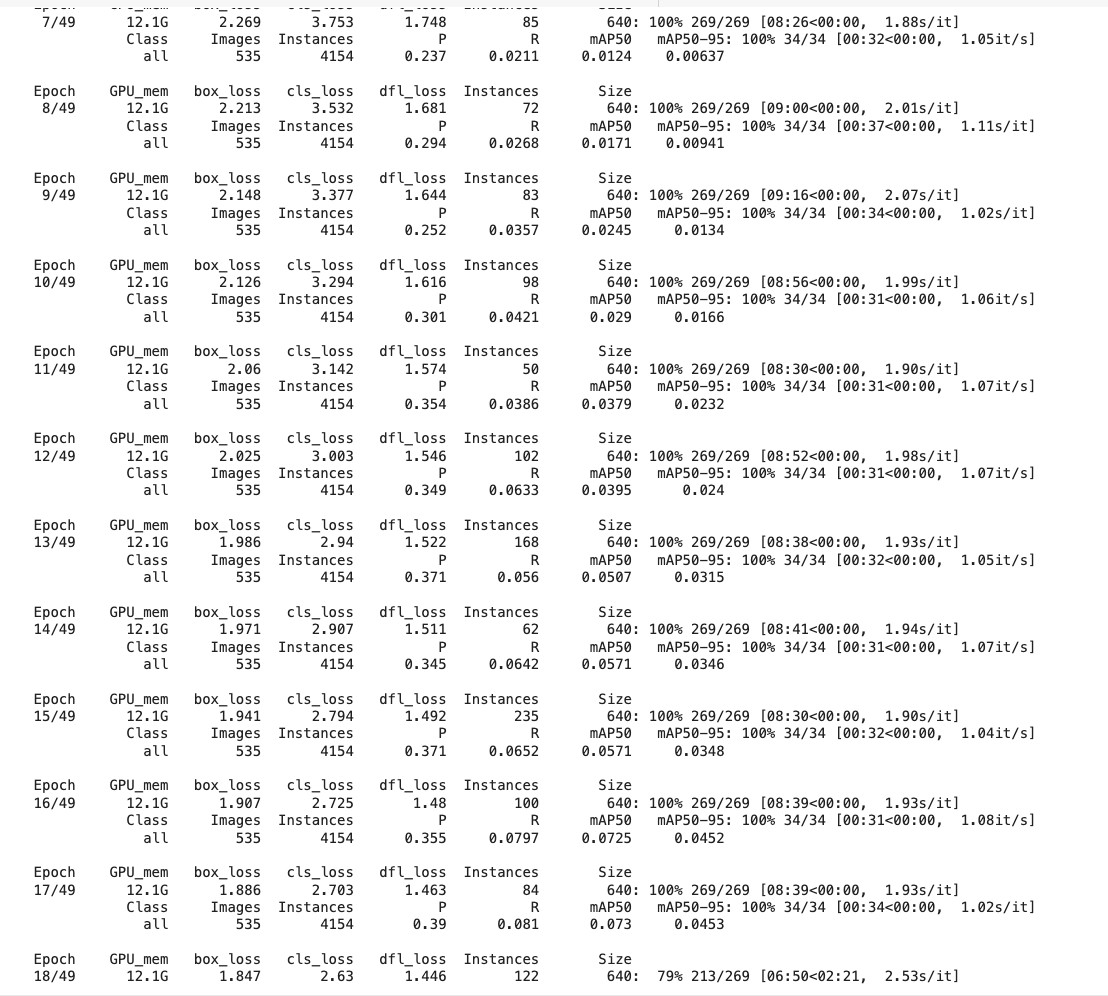 Epoch GPU_mem box_loss cls_loss dfl_loss Instances Size
7/49 12.1G 2.269 3.753 1.748 85 640: 100% 269/269 [08:26<00:00, 1.88s/it]
Class Images Instances P R mAP50 mAP50-95: 100% 34/34 [00:32<00:00, 1.05it/s]
all 535 4154 0.237 0.0211 0.0124 0.00637
Epoch GPU_mem box_loss cls_loss dfl_loss Instances Size
8/49 12.1G 2.213 3.532 1.681 72 640: 100% 269/269 [09:00<00:00, 2.01s/it]
Class Images Instances P R mAP50 mAP50-95: 100% 34/34 [00:37<00:00, 1.11s/it]
all 535 4154 0.294 0.0268 0.0171 0.00941
Epoch GPU_mem box_loss cls_loss dfl_loss Instances Size
9/49 12.1G 2.148 3.377 1.644 83 640: 100% 269/269 [09:16<00:00, 2.07s/it]
Class Images Instances P R mAP50 mAP50-95: 100% 34/34 [00:34<00:00, 1.02s/it]
all 535 4154 0.252 0.0357 0.0245 0.0134
Epoch GPU_mem box_loss cls_loss dfl_loss Instances Size
10/49 12.1G 2.126 3.294 1.616 98 640: 100% 269/269 [08:56<00:00, 1.99s/it]
Class Images Instances P R mAP50 mAP50-95: 100% 34/34 [00:31<00:00, 1.06it/s]
all 535 4154 0.301 0.0421 0.029 0.0166
Epoch GPU_mem box_loss cls_loss dfl_loss Instances Size
11/49 12.1G 2.06 3.142 1.574 50 640: 100% 269/269 [08:30<00:00, 1.90s/it]
Class Images Instances P R mAP50 mAP50-95: 100% 34/34 [00:31<00:00, 1.07it/s]
all 535 4154 0.354 0.0386 0.0379 0.0232
Epoch GPU_mem box_loss cls_loss dfl_loss Instances Size
12/49 12.1G 2.025 3.003 1.546 102 640: 100% 269/269 [08:52<00:00, 1.98s/it]
Class Images Instances P R mAP50 mAP50-95: 100% 34/34 [00:31<00:00, 1.07it/s]
all 535 4154 0.349 0.0633 0.0395 0.024
Epoch GPU_mem box_loss cls_loss dfl_loss Instances Size
13/49 12.1G 1.986 2.94 1.522 168 640: 100% 269/269 [08:38<00:00, 1.93s/it]
Class Images Instances P R mAP50 mAP50-95: 100% 34/34 [00:32<00:00, 1.05it/s]
all 535 4154 0.371 0.056 0.0507 0.0315
Epoch GPU_mem box_loss cls_loss dfl_loss Instances Size
14/49 12.1G 1.971 2.907 1.511 62 640: 100% 269/269 [08:41<00:00, 1.94s/it]
Class Images Instances P R mAP50 mAP50-95: 100% 34/34 [00:31<00:00, 1.07it/s]
all 535 4154 0.345 0.0642 0.0571 0.0346
Epoch GPU_mem box_loss cls_loss dfl_loss Instances Size
15/49 12.1G 1.941 2.794 1.492 235 640: 100% 269/269 [08:30<00:00, 1.90s/it]
Class Images Instances P R mAP50 mAP50-95: 100% 34/34 [00:32<00:00, 1.04it/s]
all 535 4154 0.371 0.0652 0.0571 0.0348
Epoch GPU_mem box_loss cls_loss dfl_loss Instances Size
16/49 12.1G 1.907 2.725 1.48 100 640: 100% 269/269 [08:39<00:00, 1.93s/it]
Class Images Instances P R mAP50 mAP50-95: 100% 34/34 [00:31<00:00, 1.08it/s]
all 535 4154 0.355 0.0797 0.0725 0.0452
Epoch GPU_mem box_loss cls_loss dfl_loss Instances Size
17/49 12.1G 1.886 2.703 1.463 84 640: 100% 269/269 [08:39<00:00, 1.93s/it]
Class Images Instances P R mAP50 mAP50-95: 100% 34/34 [00:34<00:00, 1.02s/it]
all 535 4154 0.39 0.081 0.073 0.0453
Epoch GPU_mem box_loss cls_loss dfl_loss Instances Size
18/49 12.1G 1.847 2.63 1.446 122 640: 79% 213/269 [06:50<02:21, 2.53s/it]